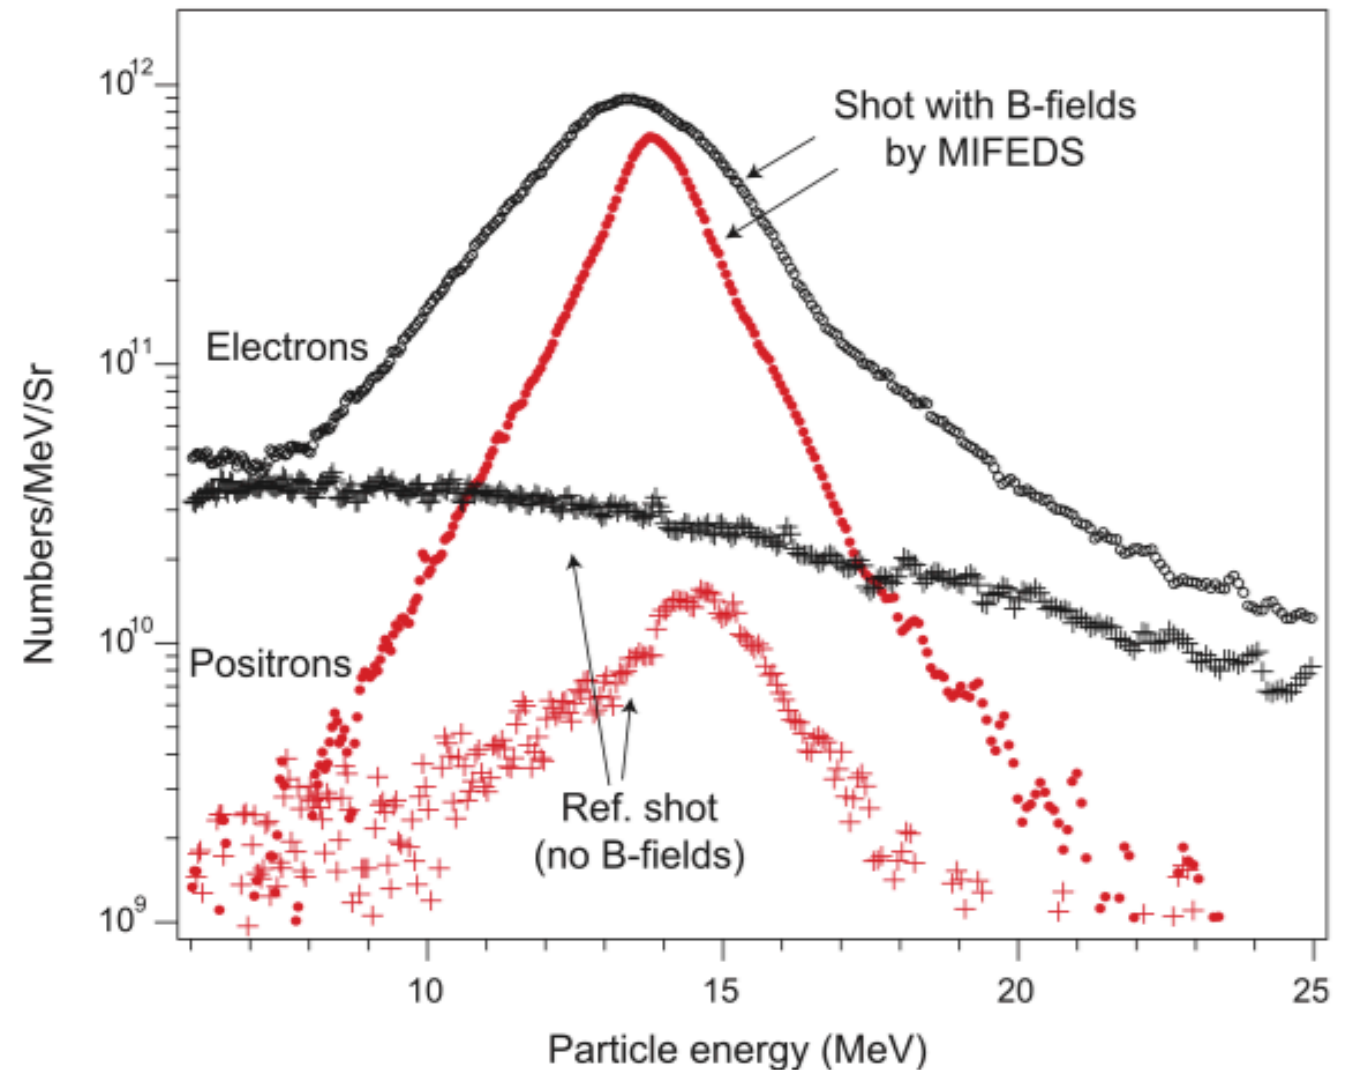 10¹²
Shot with B-fields
by MIFEDS
Electrons
10¹¹
Numbers/MeV/Sr
10¹⁰
Positrons
Ref. shot
(no B-fields)
10⁹
10 15 20 25
Particle energy (MeV)